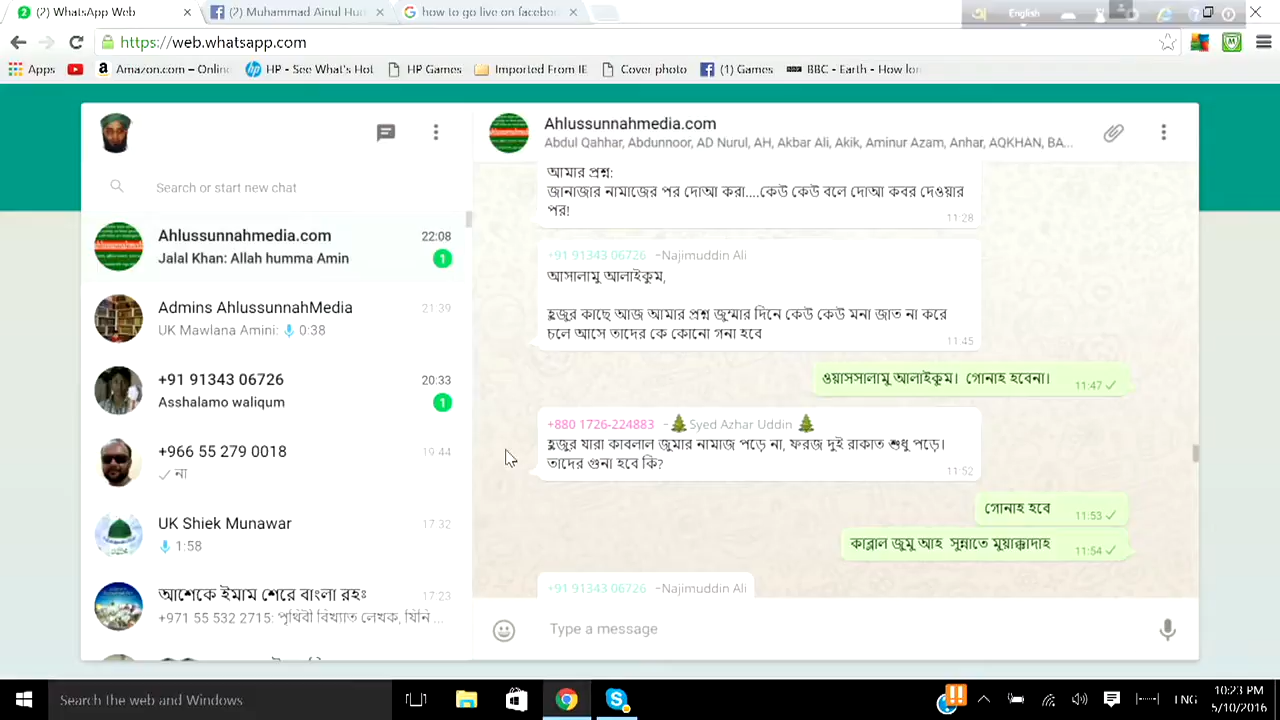 (2) WhatsApp Web
(2) Muhammad Ainul Hu
how to go live on facebo
English
https://web.whatsapp.com
Apps
Amazon.com – Onlin
HP - See What's Hot
HP Games
Imported From IE
Cover photo
(1) Games
BBC - Earth - How lon
Search or start new chat
Ahlussunnahmedia.com
22:08
Jalal Khan: Allah humma Amin
1
Admins AhlussunnahMedia
21:39
UK Mawlana Amini: 0:38
+91 91343 06726
20:33
Asshalamo waliqum
1
+966 55 279 0018
19:44
না
UK Shiek Munawar
17:32
1:58
আশেকে ইমাম শেরে বাংলা রহঃ
17:23
+971 55 532 2715: পৃথিবী বিখ্যাত লেখক, যিনি ...
Ahlussunnahmedia.com
Abdul Qahhar, Abdunnoor, AD Nurul, AH, Akbar Ali, Akik, Aminur Azam, Anhar, AQKHAN, BA...
আমার প্রশ্ন:
জানাজার নামাজের পর দোআ করা....কেউ কেউ বলে দোআ কবর দেওয়ার
পর!
11:28
+91 91343 06726 ~Najimuddin Ali
আসালামু আলাইকুম,
হুজুর কাছে আজ আমার প্রশ্ন জুম্মার দিনে কেউ কেউ মনা জাত না করে
চলে আসে তাদের কে কোনো গনা হবে
11:45
ওয়াসসালামু আলাইকুম। গোনাহ হবেনা।
11:47
+880 1726-224883 ~🌲Syed Azhar Uddin 🌲
হুজুর যারা কাবলাল জুমার নামাজ পড়ে না, ফরজ দুই রাকাত শুধু পড়ে।
তাদের গুনা হবে কি?
11:52
গোনাহ হবে
11:53
কাব্লাল জুমু আহ সুন্নাতে মুয়াক্কাদাহ
11:54
+91 91343 06726 ~Najimuddin Ali
Type a message
Search the web and Windows
ENG
10:23 PM
5/10/2016